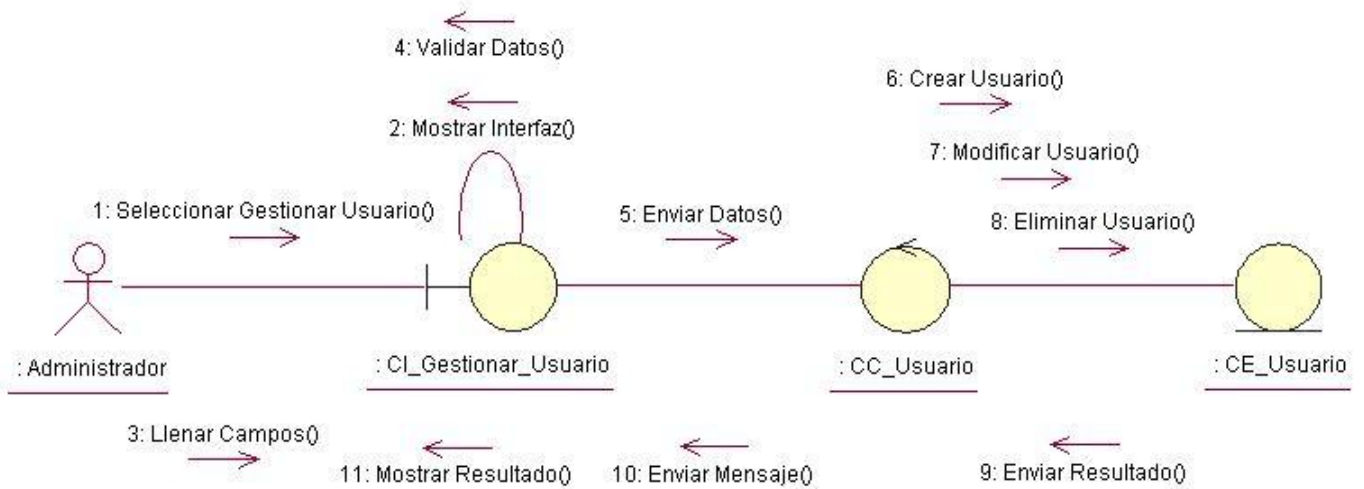 4: Validar Datos()
6: Crear Usuario()
2: Mostrar Interfaz()
7: Modificar Usuario()
1: Seleccionar Gestionar Usuario()
5: Enviar Datos()
8: Eliminar Usuario()
: Administrador
: CI_Gestionar_Usuario
: CC_Usuario
: CE_Usuario
3: Llenar Campos()
11: Mostrar Resultado()
10: Enviar Mensaje()
9: Enviar Resultado()